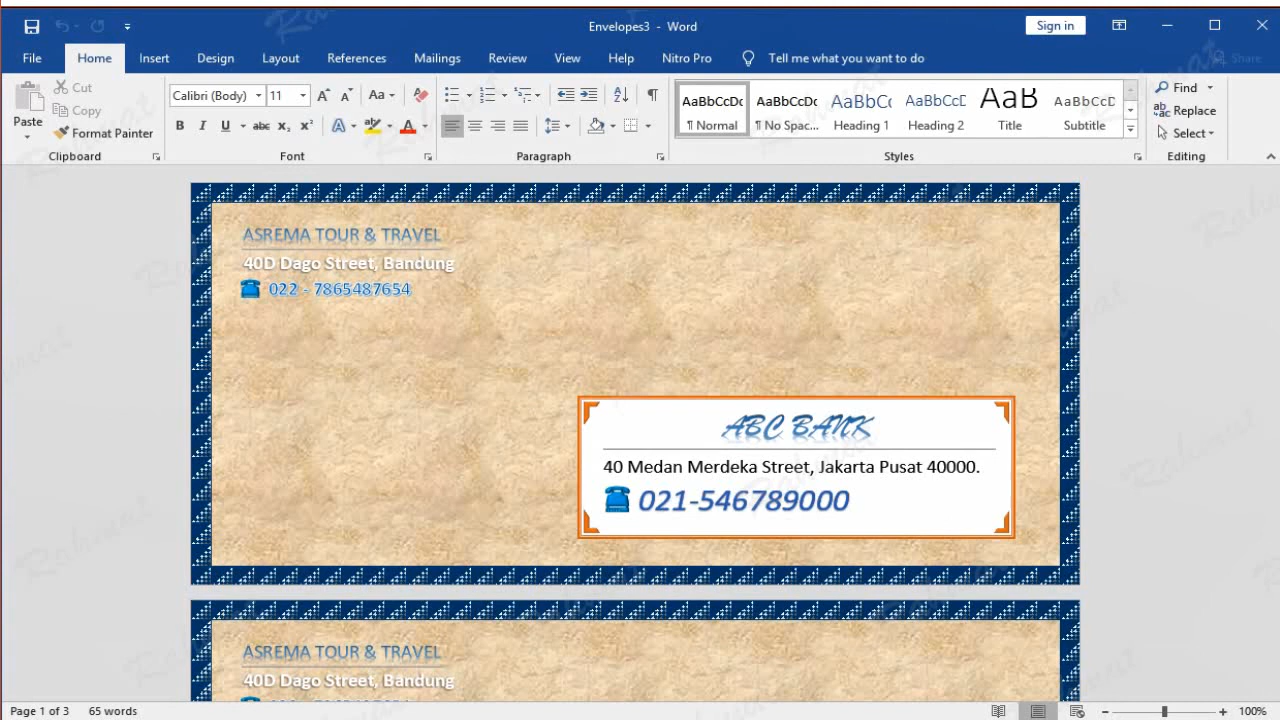 Envelopes3 - Word
Sign in
File Home Insert Design Layout References Mailings Review View Help Nitro Pro Tell me what you want to do Share
Paste
Cut
Copy
Format Painter
Clipboard
Calibri (Body) 11
Font
Paragraph
AaBbCcDc AaBbCcDc AaBbCc AaBbCcD AaB AaBbCcD
¶ Normal ¶ No Spac... Heading 1 Heading 2 Title Subtitle
Styles
Find
Replace
Select
Editing
ASREMA TOUR & TRAVEL
40D Dago Street, Bandung
022 - 7865487654
ABC BANK
40 Medan Merdeka Street, Jakarta Pusat 40000.
021-546789000
ASREMA TOUR & TRAVEL
40D Dago Street, Bandung
Page 1 of 3 65 words 100%